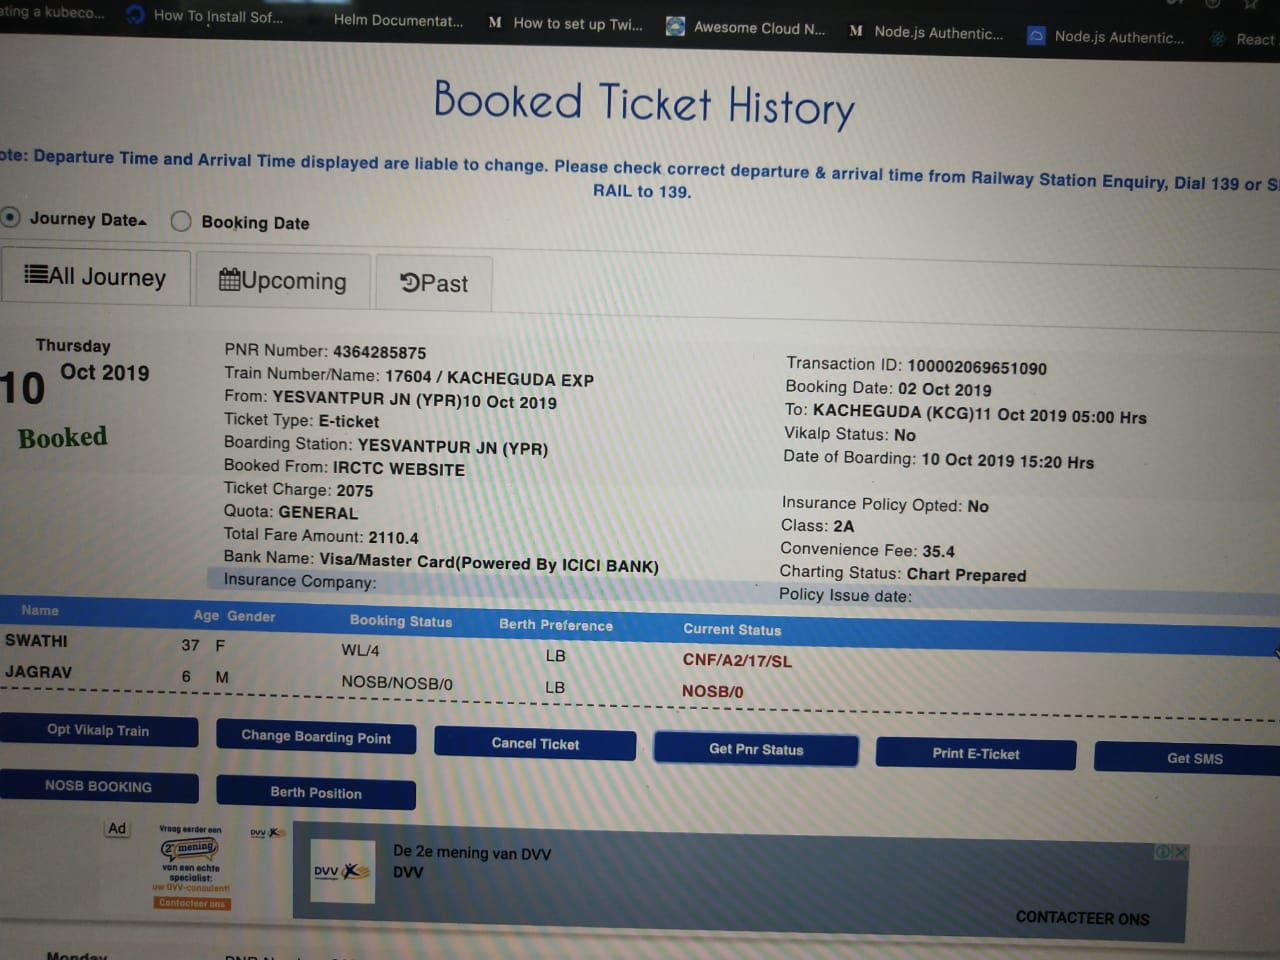 ating a kubeco... How To Install Sof... Helm Documentat... M How to set up Twi... Awesome Cloud N... M Node.js Authentic... Node.js Authentic... React
Booked Ticket History
ote: Departure Time and Arrival Time displayed are liable to change. Please check correct departure & arrival time from Railway Station Enquiry, Dial 139 or S
RAIL to 139.
Journey Date Booking Date
All Journey Upcoming Past
Thursday
10 Oct 2019
Booked
PNR Number: 4364285875
Train Number/Name: 17604 / KACHEGUDA EXP
From: YESVANTPUR JN (YPR)10 Oct 2019
Ticket Type: E-ticket
Boarding Station: YESVANTPUR JN (YPR)
Booked From: IRCTC WEBSITE
Ticket Charge: 2075
Quota: GENERAL
Total Fare Amount: 2110.4
Bank Name: Visa/Master Card(Powered By ICICI BANK)
Insurance Company:
Transaction ID: 100002069651090
Booking Date: 02 Oct 2019
To: KACHEGUDA (KCG)11 Oct 2019 05:00 Hrs
Vikalp Status: No
Date of Boarding: 10 Oct 2019 15:20 Hrs
Insurance Policy Opted: No
Class: 2A
Convenience Fee: 35.4
Charting Status: Chart Prepared
Policy Issue date:
Name Age Gender Booking Status Berth Preference Current Status
SWATHI 37 F WL/4 LB CNF/A2/17/SL
JAGRAV 6 M NOSB/NOSB/0 LB NOSB/0
Opt Vikalp Train Change Boarding Point Cancel Ticket Get Pnr Status Print E-Ticket Get SMS
NOSB BOOKING Berth Position
Ad
Vraag eerder een
2e mening
van een echte
specialist:
uw DVV-consulent!
Contacteer ons
DVV
DVV
De 2e mening van DVV
DVV
CONTACTEER ONS
Monday